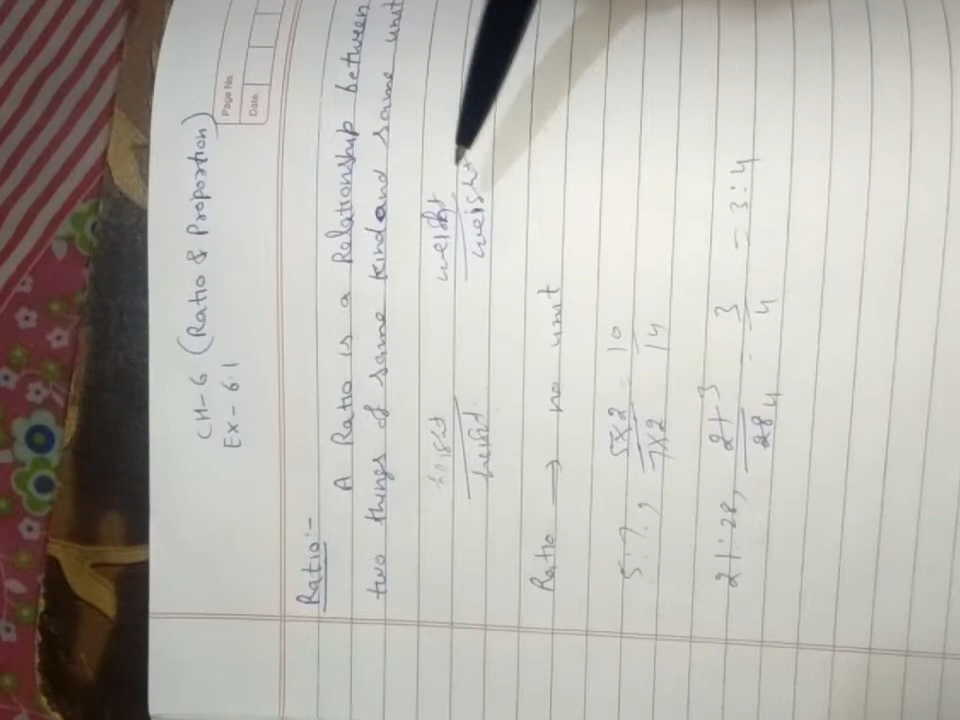 Page No.
Date.
CH-6 (Ratio & Proportion)
Ex-6.1
Ratio:-
A Ratio is a Relationship between
two things of same kind and same unit
height weight
height weight
Ratio → no unit
5:7, 5x2 = 10
7x2 14
21:28, 21 3 = 3 = 3:4
28 4 4